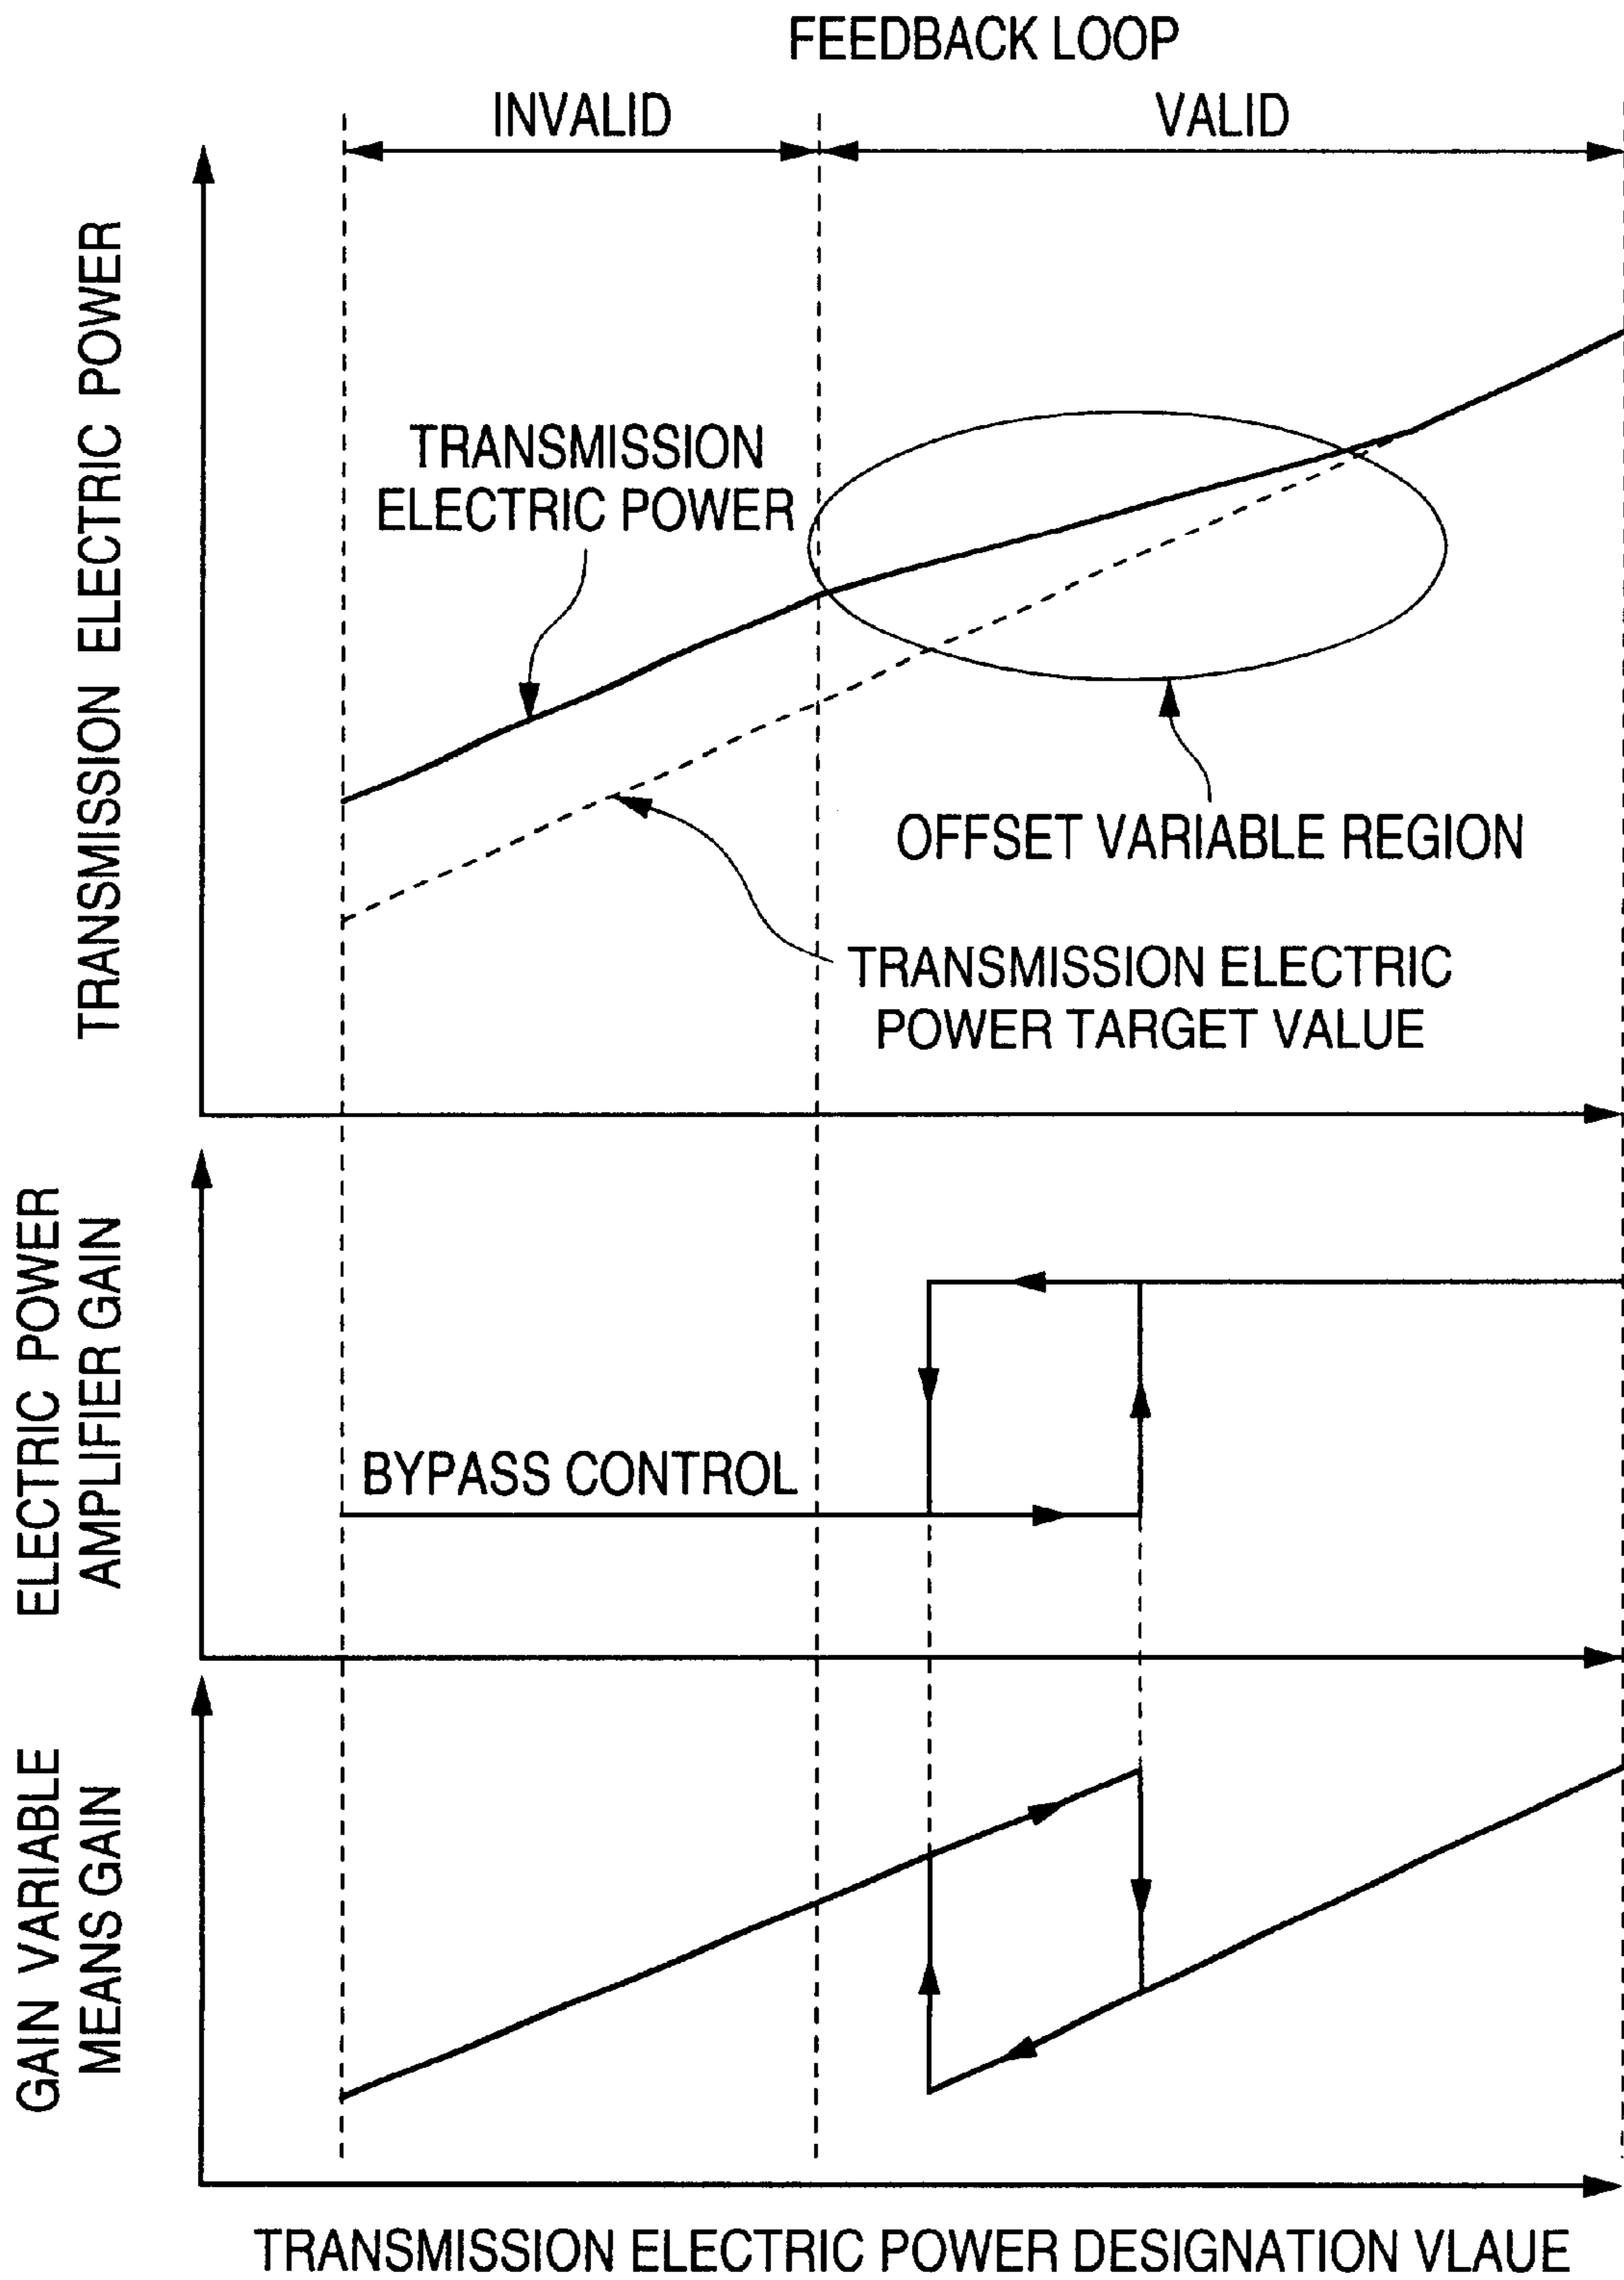 FEEDBACK LOOP
INVALID
VALID
TRANSMISSION ELECTRIC POWER
TRANSMISSION
ELECTRIC POWER
OFFSET VARIABLE REGION
TRANSMISSION ELECTRIC
POWER TARGET VALUE
ELECTRIC POWER
AMPLIFIER GAIN
BYPASS CONTROL
GAIN VARIABLE
MEANS GAIN
TRANSMISSION ELECTRIC POWER DESIGNATION VLAUE